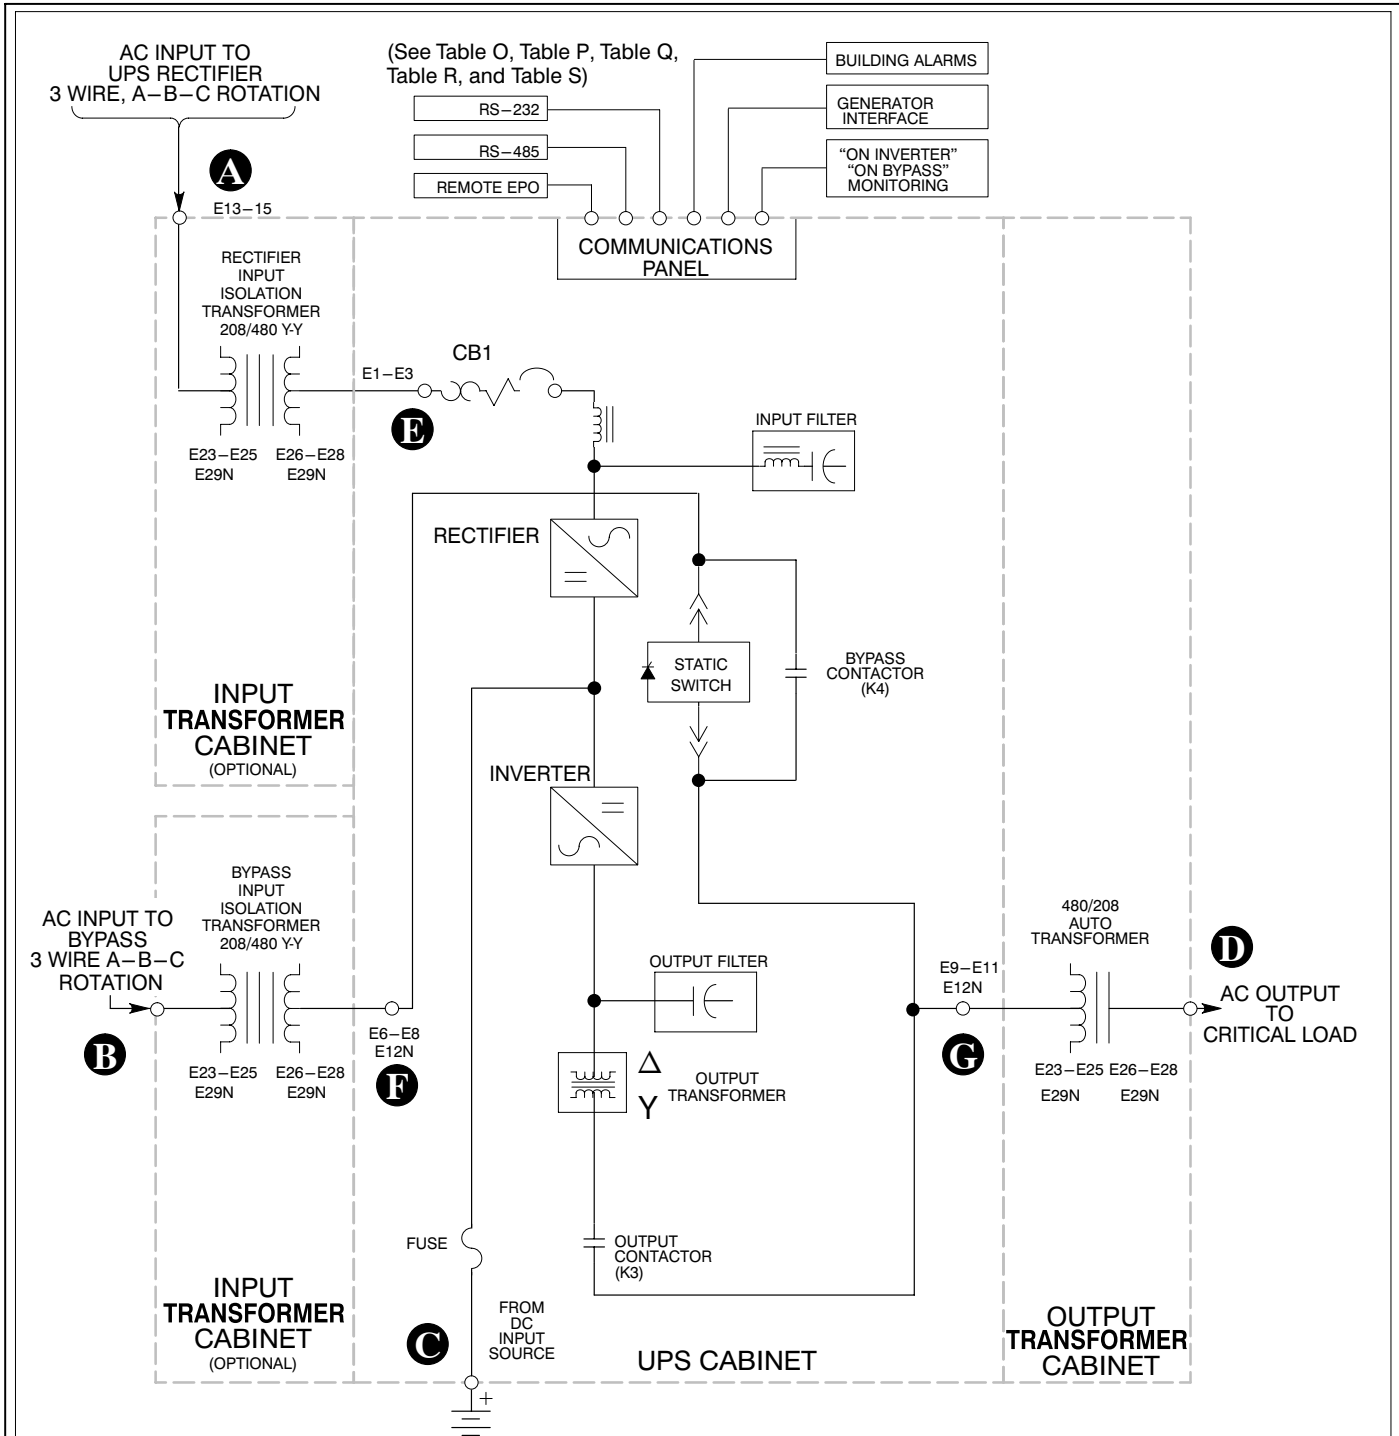 AC INPUT TO
UPS RECTIFIER
3 WIRE, A–B–C ROTATION
(See Table O, Table P, Table Q,
Table R, and Table S)
RS–232
RS–485
REMOTE EPO
BUILDING ALARMS
GENERATOR
INTERFACE
“ON INVERTER”
“ON BYPASS”
MONITORING
A
E13–15
COMMUNICATIONS
PANEL
RECTIFIER
INPUT
ISOLATION
TRANSFORMER
208/480 Y-Y
E23–E25
E29N
E26–E28
E29N
E1–E3
CB1
E
INPUT FILTER
RECTIFIER
STATIC
SWITCH
BYPASS
CONTACTOR
(K4)
INPUT
TRANSFORMER
CABINET
(OPTIONAL)
INVERTER
BYPASS
INPUT
ISOLATION
TRANSFORMER
208/480 Y-Y
AC INPUT TO
BYPASS
3 WIRE A–B–C
ROTATION
B
E23–E25
E29N
E26–E28
E29N
E6–E8
E12N
F
OUTPUT FILTER
Δ
Y
OUTPUT
TRANSFORMER
E9–E11
E12N
G
480/208
AUTO
TRANSFORMER
E23–E25
E29N
E26–E28
E29N
D
AC OUTPUT
TO
CRITICAL LOAD
FUSE
OUTPUT
CONTACTOR
(K3)
INPUT
TRANSFORMER
CABINET
(OPTIONAL)
C
FROM
DC
INPUT
SOURCE
+
UPS CABINET
OUTPUT
TRANSFORMER
CABINET